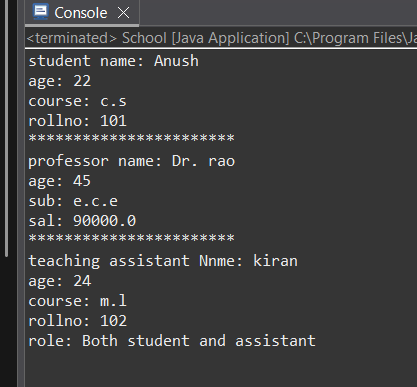 Console
<terminated> School [Java Application] C:\Program Files\Ja
student name: Anush
age: 22
course: c.s
rollno: 101
***********************
professor name: Dr. rao
age: 45
sub: e.c.e
sal: 90000.0
***********************
teaching assistant Nnme: kiran
age: 24
course: m.l
rollno: 102
role: Both student and assistant